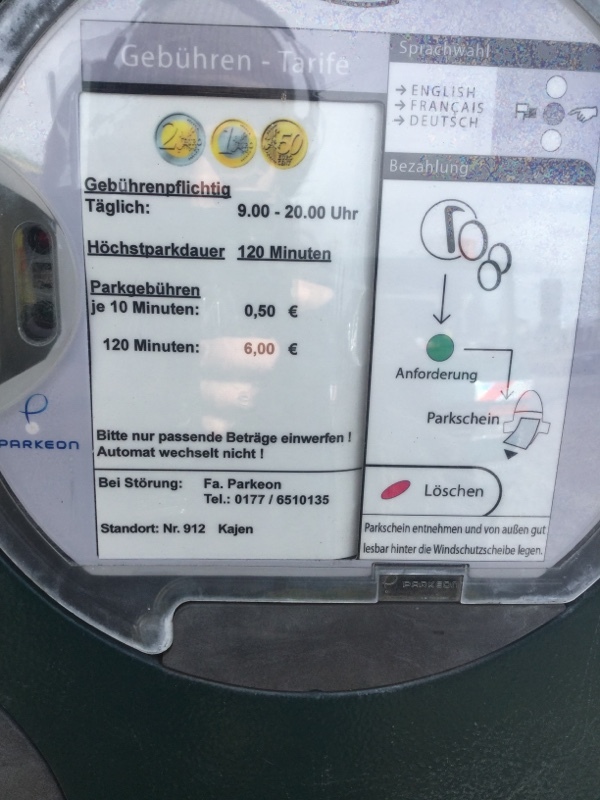 Gebühren - Tarife
2 1 50
Gebührenpflichtig
Täglich: 9.00 - 20.00 Uhr
Höchstparkdauer 120 Minuten
Parkgebühren
je 10 Minuten: 0,50 €
120 Minuten: 6,00 €
Bitte nur passende Beträge einwerfen !
Automat wechselt nicht !
Bei Störung: Fa. Parkeon
Tel.: 0177 / 6510135
Standort: Nr. 912 Kajen
Sprachwahl
→ ENGLISH
→ FRANÇAIS
→ DEUTSCH
Bezahlung
Anforderung
Parkschein
Löschen
Parkschein entnehmen und von außen gut
lesbar hinter die Windschutzscheibe legen.
PARKEON
PARKEON